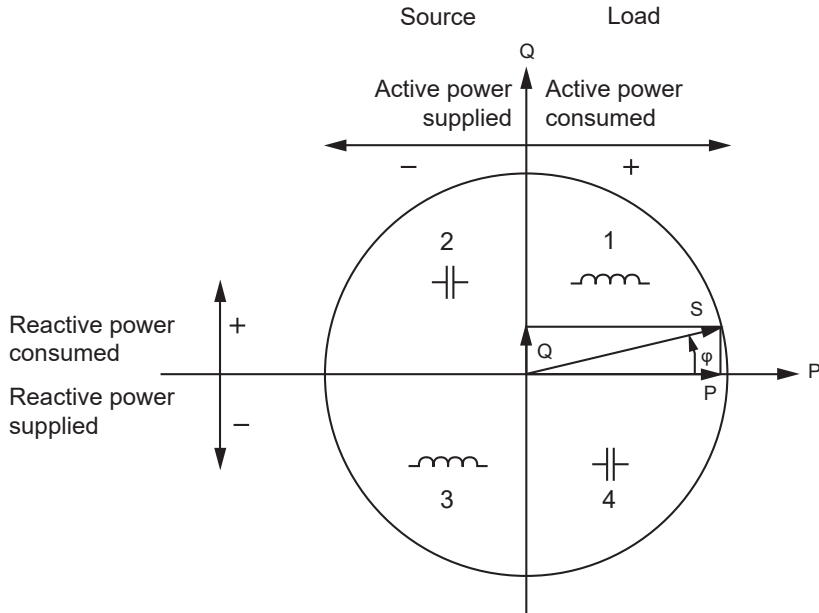 Source
Load
Q
Active power
supplied
Active power
consumed
−
+
2
1
Reactive power
consumed
+
S
Q
φ
P
P
Reactive power
supplied
−
3
4